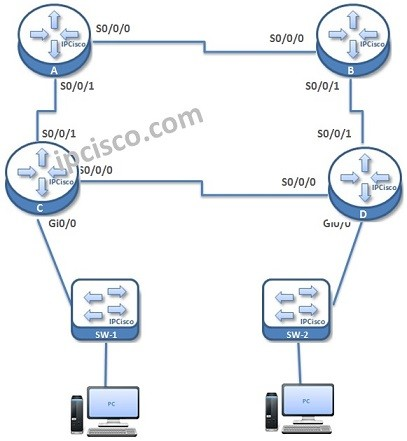 S0/0/0
S0/0/0
IPCisco
IPCisco
A
B
S0/0/1
S0/0/1
ipcisco.com
S0/0/1
S0/0/1
S0/0/0
S0/0/0
IPCisco
IPCisco
C
D
Gi0/0
Gi0/0
IPCisco
IPCisco
SW-1
SW-2
PC
PC